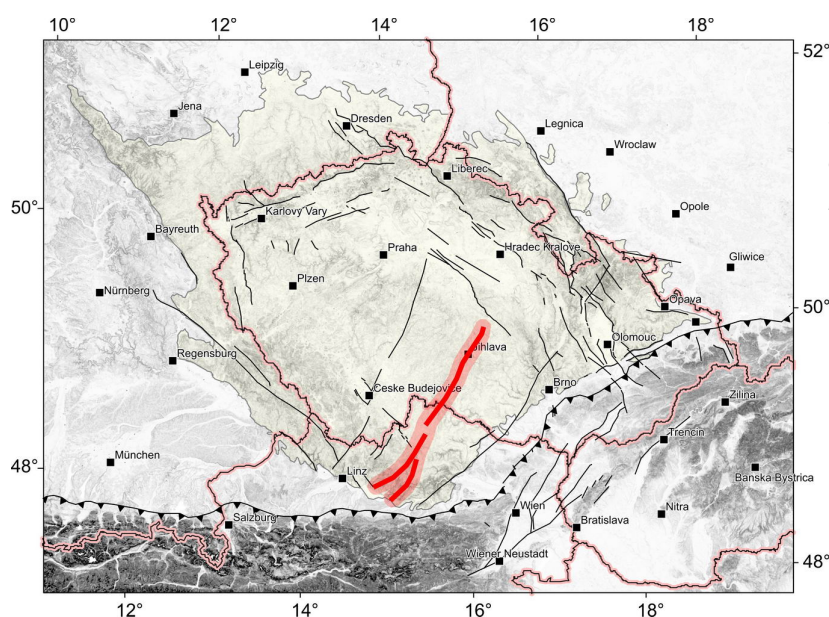 10° 12° 14° 16° 18°
52°
Leipzig
Jena
Dresden
Legnica
Wroclaw
Liberec
50°
Karlovy Vary
Opole
Bayreuth
Praha
Hradec Kralove
Gliwice
Plzen
Nürnberg
Opava
50°
Regensburg
Jihlava
Olomouc
Ceske Budejovice
Brno
Zilina
Trencin
München
48°
Linz
Banska Bystrica
Salzburg
Wien
Nitra
Bratislava
Wiener Neustadt
48°
12° 14° 16° 18°